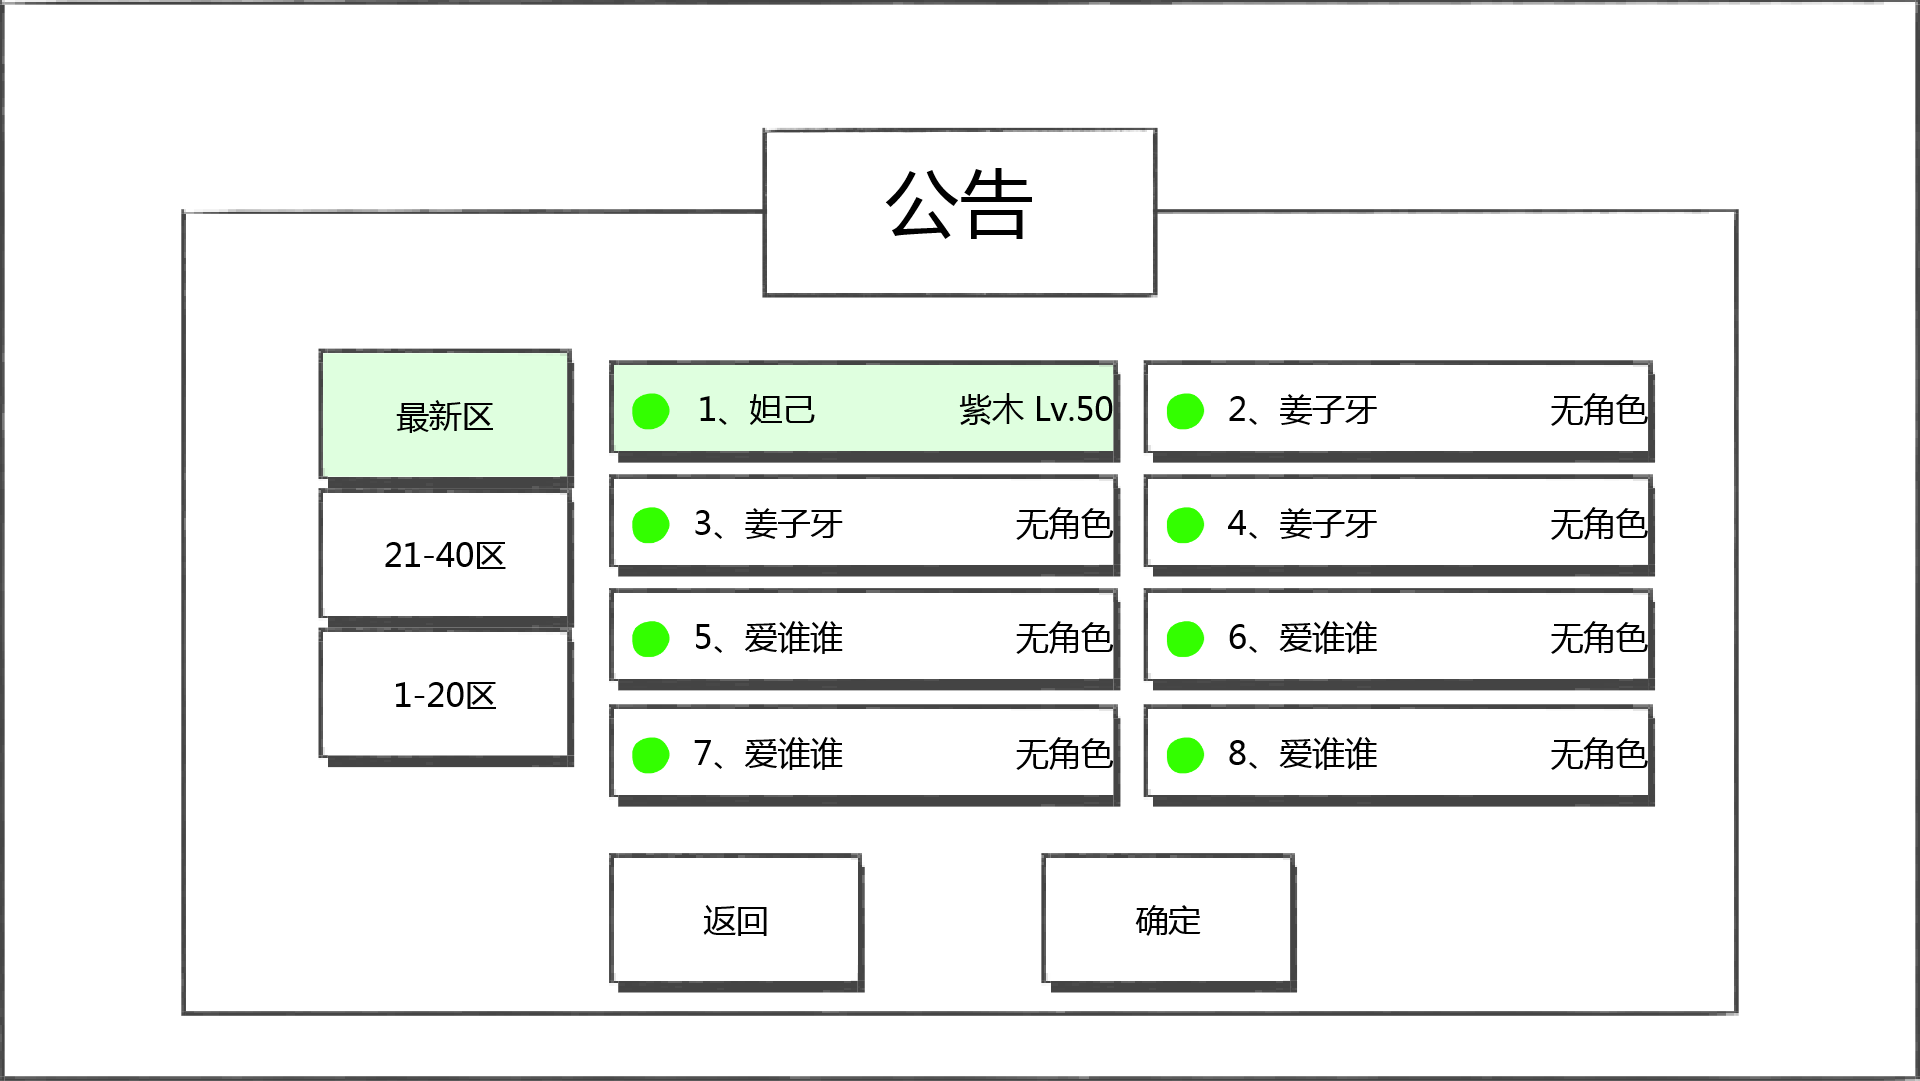 公告
最新区
21-40区
1-20区
1、妲己 紫木 Lv.50
2、姜子牙 无角色
3、姜子牙 无角色
4、姜子牙 无角色
5、爱谁谁 无角色
6、爱谁谁 无角色
7、爱谁谁 无角色
8、爱谁谁 无角色
返回
确定